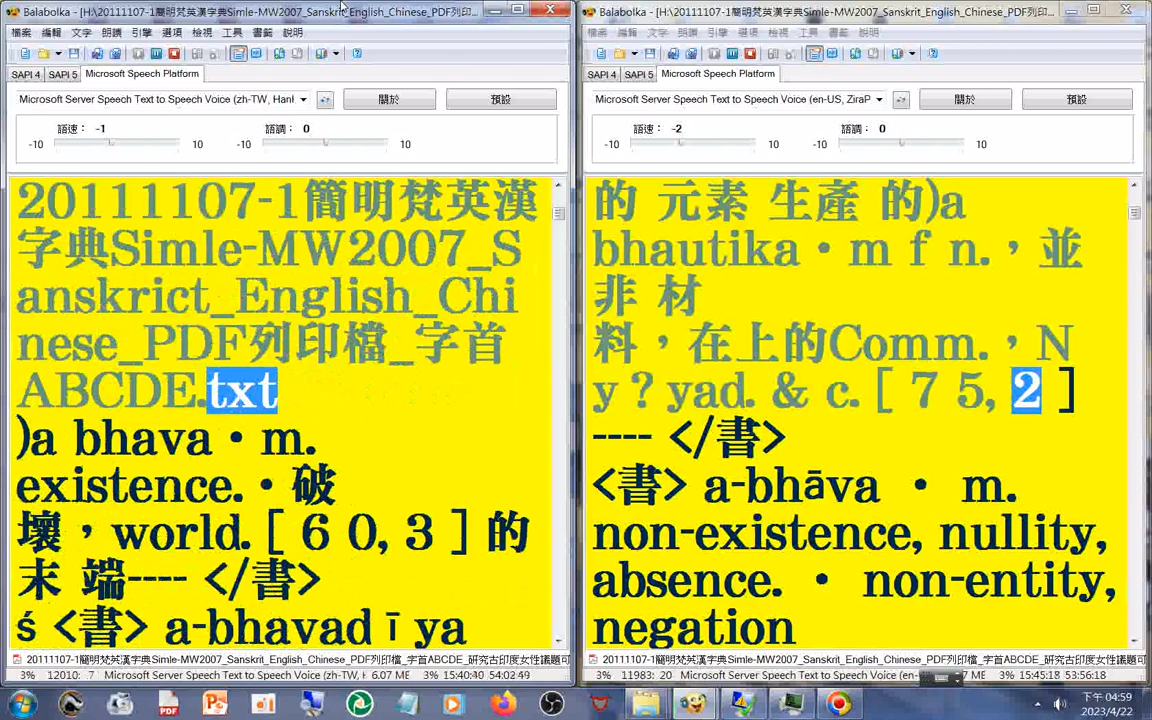 Balabolka - [H:\20111107-1簡明梵英漢字典Simle-MW2007_Sanskrit_English_Chinese_PDF列印...
檔案 編輯 文字 朗讀 引擎 選項 檢視 工具 書籤 說明
SAPI 4 SAPI 5 Microsoft Speech Platform
Microsoft Server Speech Text to Speech Voice (zh-TW, Hanl
關於 預設
語速： -1 語調： 0
-10 10 -10 10
20111107-1簡明梵英漢
字典Simle-MW2007_S
anskrict_English_Chi
nese_PDF列印檔_字首
ABCDE.txt
)a bhava • m.
existence. • 破
壞，world. [ 6 0, 3 ] 的
末 端---- </書>
ś <書> a-bhavad ī ya
20111107-1簡明梵英漢字典Simle-MW2007_Sanskrit_English_Chinese_PDF列印檔_字首ABCDE_研究古印度女性議題可
3% 12010: 7 Microsoft Server Speech Text to Speech Voice (zh-TW, H 6.07 ME 3% 15:40:40 54:02:49
Balabolka - [H:\20111107-1簡明梵英漢字典Simle-MW2007_Sanskrit_English_Chinese_PDF列印...
檔案 編輯 文字 朗讀 引擎 選項 檢視 工具 書籤 說明
SAPI 4 SAPI 5 Microsoft Speech Platform
Microsoft Server Speech Text to Speech Voice (en-US, ZiraP
關於 預設
語速： -2 語調： 0
-10 10 -10 10
的 元素 生產 的)a
bhautika • m f n.，並
非 材
料，在上的Comm.，N
y ? yad. & c. [ 7 5, 2 ]
---- </書>
<書> a-bhāva • m.
non-existence, nullity,
absence. • non-entity,
negation
20111107-1簡明梵英漢字典Simle-MW2007_Sanskrit_English_Chinese_PDF列印檔_字首ABCDE_研究古印度女性議題可
3% 11983: 20 Microsoft Server Speech Text to Speech Voice ME 3% 15:45:18 53:56:18
下午 04:59
2023/4/22